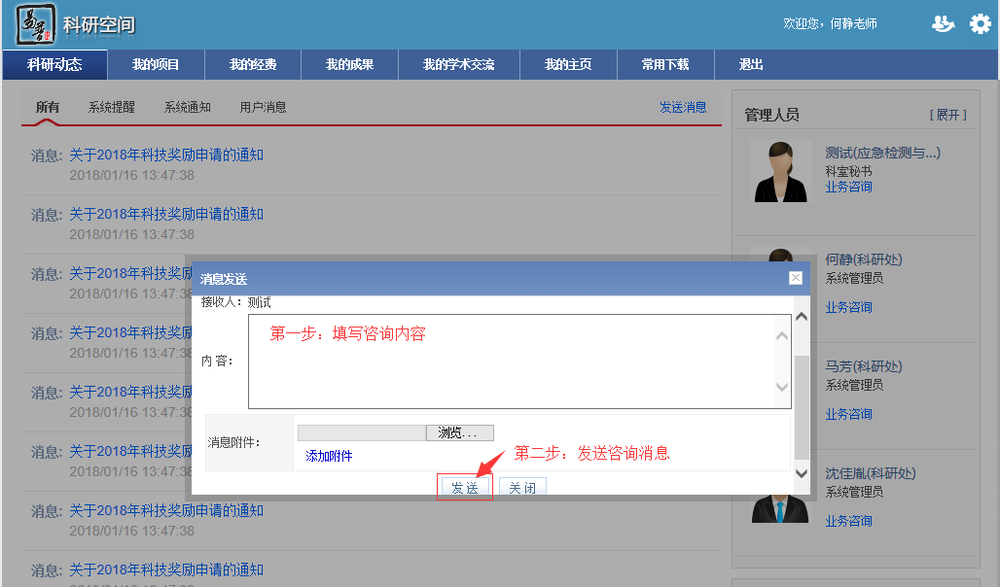 易普
科研空间
欢迎您，何静老师
科研动态 我的项目 我的经费 我的成果 我的学术交流 我的主页 常用下载 退出
所有 系统提醒 系统通知 用户消息 发送消息
消息: 关于2018年科技奖励申请的通知
2018/01/16 13:47:38
消息: 关于2018年科技奖励申请的通知
2018/01/16 13:47:38
消息: 关于2018年科技奖励
2018/01/16 13:47:38
消息: 关于2018年科技奖励
2018/01/16 13:47:38
消息: 关于2018年科技奖励
2018/01/16 13:47:38
消息: 关于2018年科技奖励
2018/01/16 13:47:38
消息: 关于2018年科技奖励申请的通知
2018/01/16 13:47:38
消息: 关于2018年科技奖励申请的通知
消息发送
接收人：测试
内 容：
第一步：填写咨询内容
消息附件：
浏览...
添加附件
第二步：发送咨询消息
发 送 关 闭
管理人员 [ 展开 ]
测试(应急检测与...)
科室秘书
业务咨询
何静(科研处)
系统管理员
业务咨询
马芳(科研处)
系统管理员
业务咨询
沈佳胤(科研处)
系统管理员
业务咨询